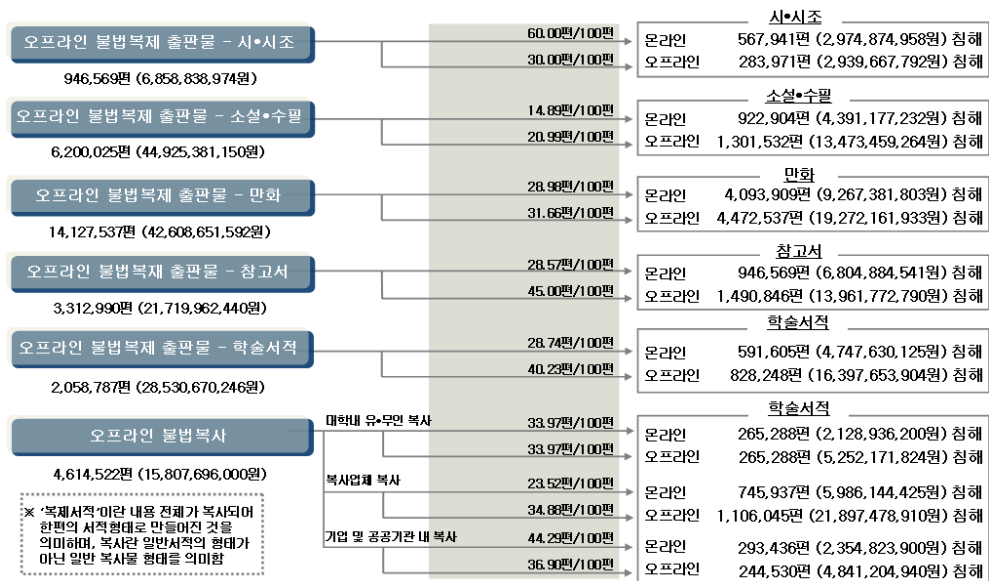 시•시조
오프라인 불법복제 출판물 - 시•시조
946,569편 (6,858,838,974원)
60.00편/100편
30.00편/100편
온라인 567,941편 (2,974,874,958원) 침해
오프라인 283,971편 (2,939,667,792원) 침해
소설•수필
오프라인 불법복제 출판물 - 소설•수필
6,200,025편 (44,925,381,150원)
14.89편/100편
20.99편/100편
온라인 922,904편 (4,391,177,232원) 침해
오프라인 1,301,532편 (13,473,459,264원) 침해
만화
오프라인 불법복제 출판물 - 만화
14,127,537편 (42,608,651,592원)
28.98편/100편
31.66편/100편
온라인 4,093,909편 (9,267,381,803원) 침해
오프라인 4,472,537편 (19,272,161,933원) 침해
참고서
오프라인 불법복제 출판물 - 참고서
3,312,990편 (21,719,962,440원)
28.57편/100편
45.00편/100편
온라인 946,569편 (6,804,884,541원) 침해
오프라인 1,490,846편 (13,961,772,790원) 침해
학술서적
오프라인 불법복제 출판물 - 학술서적
2,058,787편 (28,530,670,246원)
28.74편/100편
40.23편/100편
온라인 591,605편 (4,747,630,125원) 침해
오프라인 828,248편 (16,397,653,904원) 침해
학술서적
오프라인 불법복사
4,614,522편 (15,807,696,000원)
대학내 유•무인 복사
33.97편/100편
33.97편/100편
온라인 265,288편 (2,128,936,200원) 침해
오프라인 265,288편 (5,252,171,824원) 침해
복사업체 복사
23.52편/100편
34.88편/100편
온라인 745,937편 (5,986,144,425원) 침해
오프라인 1,106,045편 (21,897,478,910원) 침해
기업 및 공공기관 내 복사
44.29편/100편
36.90편/100편
온라인 293,436편 (2,354,823,900원) 침해
오프라인 244,530편 (4,841,204,940원) 침해
※ '복제서적'이란 내용 전체가 복사되어
한편의 서적형태로 만들어진 것을
의미하며, 복사란 일반서적의 형태가
아닌 일반 복사물 형태를 의미함